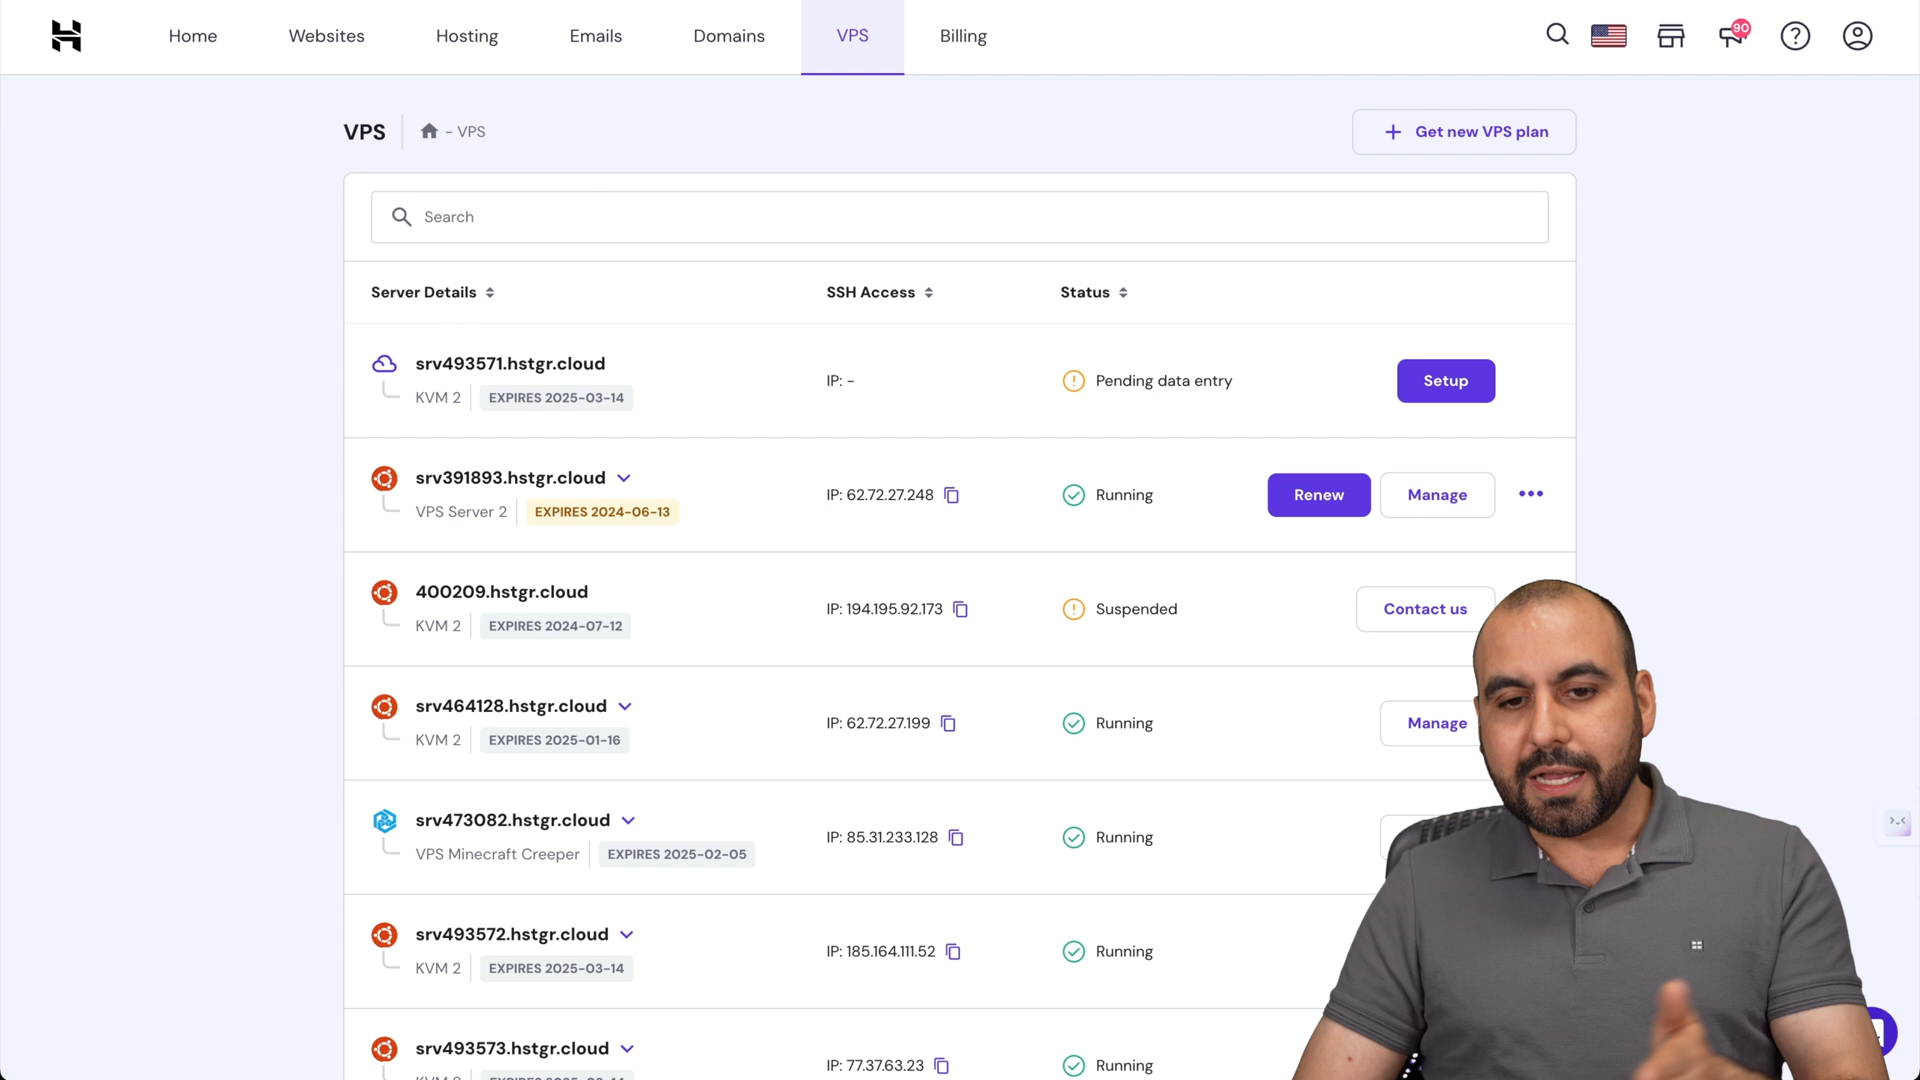 Home Websites Hosting Emails Domains VPS Billing 90
VPS - VPS + Get new VPS plan
Search
Server Details SSH Access Status
srv493571.hstgr.cloud
KVM 2 EXPIRES 2025-03-14
IP: - Pending data entry Setup
srv391893.hstgr.cloud
VPS Server 2 EXPIRES 2024-06-13
IP: 62.72.27.248 Running Renew Manage
400209.hstgr.cloud
KVM 2 EXPIRES 2024-07-12
IP: 194.195.92.173 Suspended Contact us
srv464128.hstgr.cloud
KVM 2 EXPIRES 2025-01-16
IP: 62.72.27.199 Running Manage
srv473082.hstgr.cloud
VPS Minecraft Creeper EXPIRES 2025-02-05
IP: 85.31.233.128 Running
srv493572.hstgr.cloud
KVM 2 EXPIRES 2025-03-14
IP: 185.164.111.52 Running
srv493573.hstgr.cloud
IP: 77.37.63.23 Running